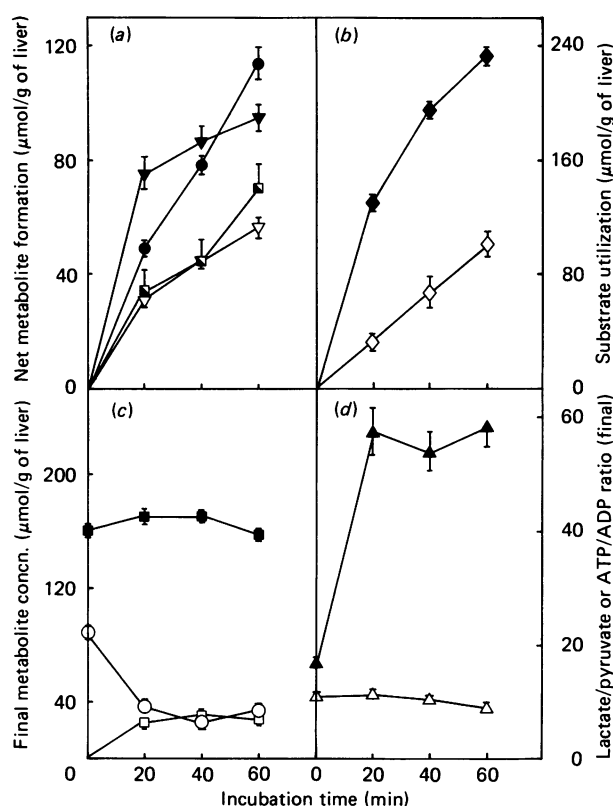 Net metabolite formation (μmol/g of liver)
120
80
40
0
(a)
(b)
240
160
80
0
Substrate utilization (μmol/g of liver)
Final metabolite concn. (μmol/g of liver)
200
120
40
0
(c)
(d)
60
40
20
0
Lactate/pyruvate or ATP/ADP ratio (final)
20 40 60 0 20 40 60
Incubation time (min)